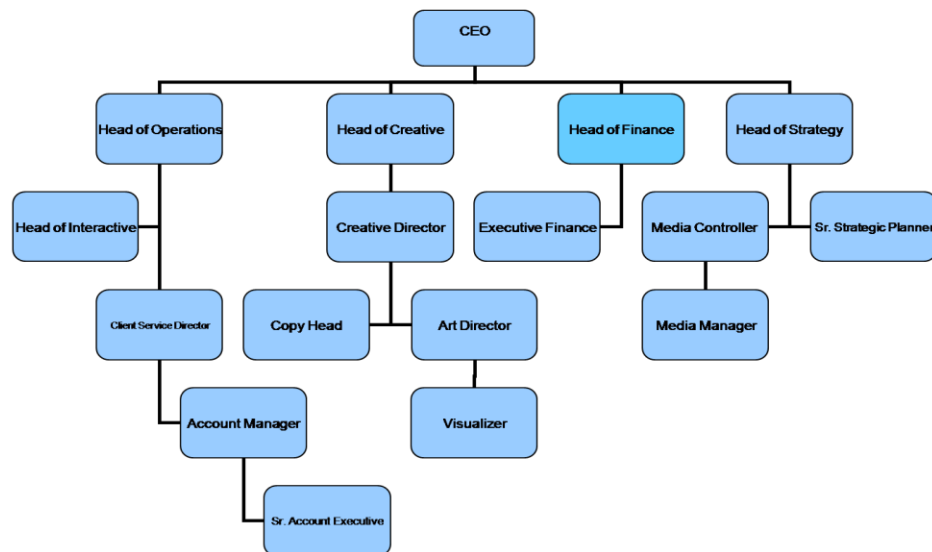 CEO
Head of Operations
Head of Creative
Head of Finance
Head of Strategy
Head of Interactive
Creative Director
Executive Finance
Media Controller
Sr. Strategic Planner
Client Service Director
Copy Head
Art Director
Media Manager
Account Manager
Visualizer
Sr. Account Executive